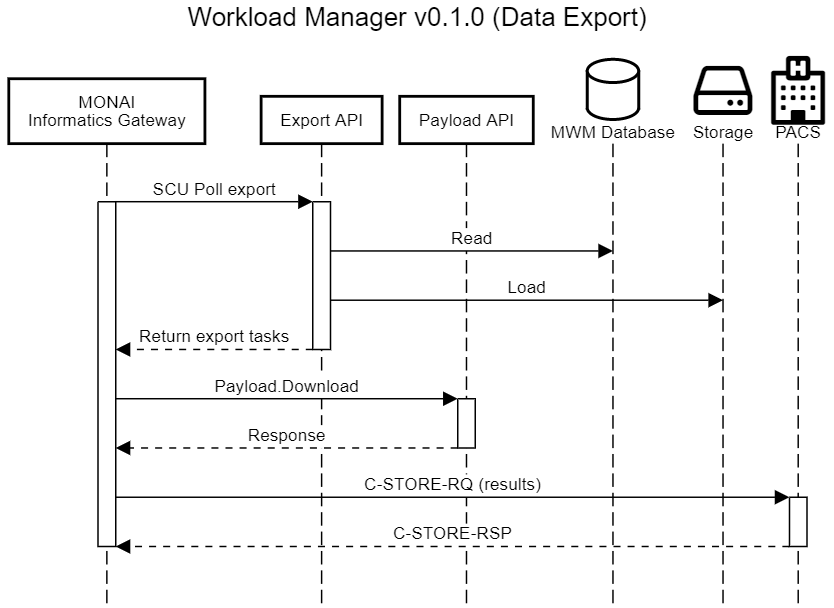 Workload Manager v0.1.0 (Data Export)
MONAI
Informatics Gateway
Export API
Payload API
MWM Database
Storage
H
PACS
SCU Poll export
Read
Load
Return export tasks
Payload.Download
Response
C-STORE-RQ (results)
C-STORE-RSP